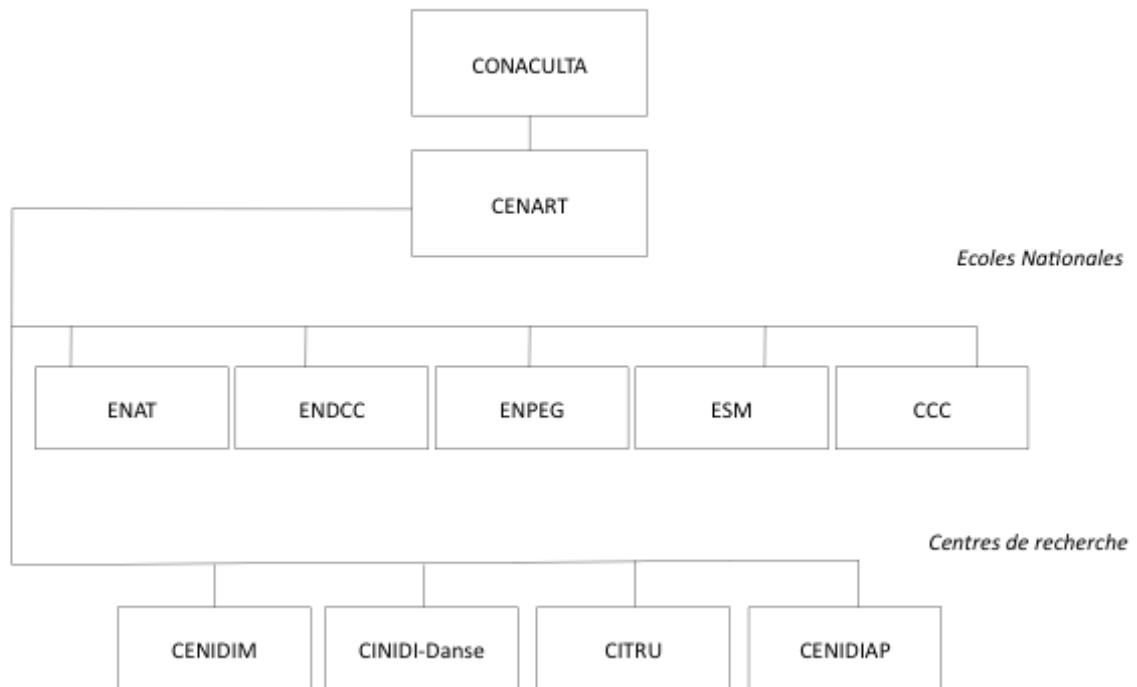 CONACULTA
CENART
Ecoles Nationales
ENAT
ENDCC
ENPEG
ESM
CCC
Centres de recherche
CENIDIM
CINIDI-Danse
CITRU
CENIDIAP